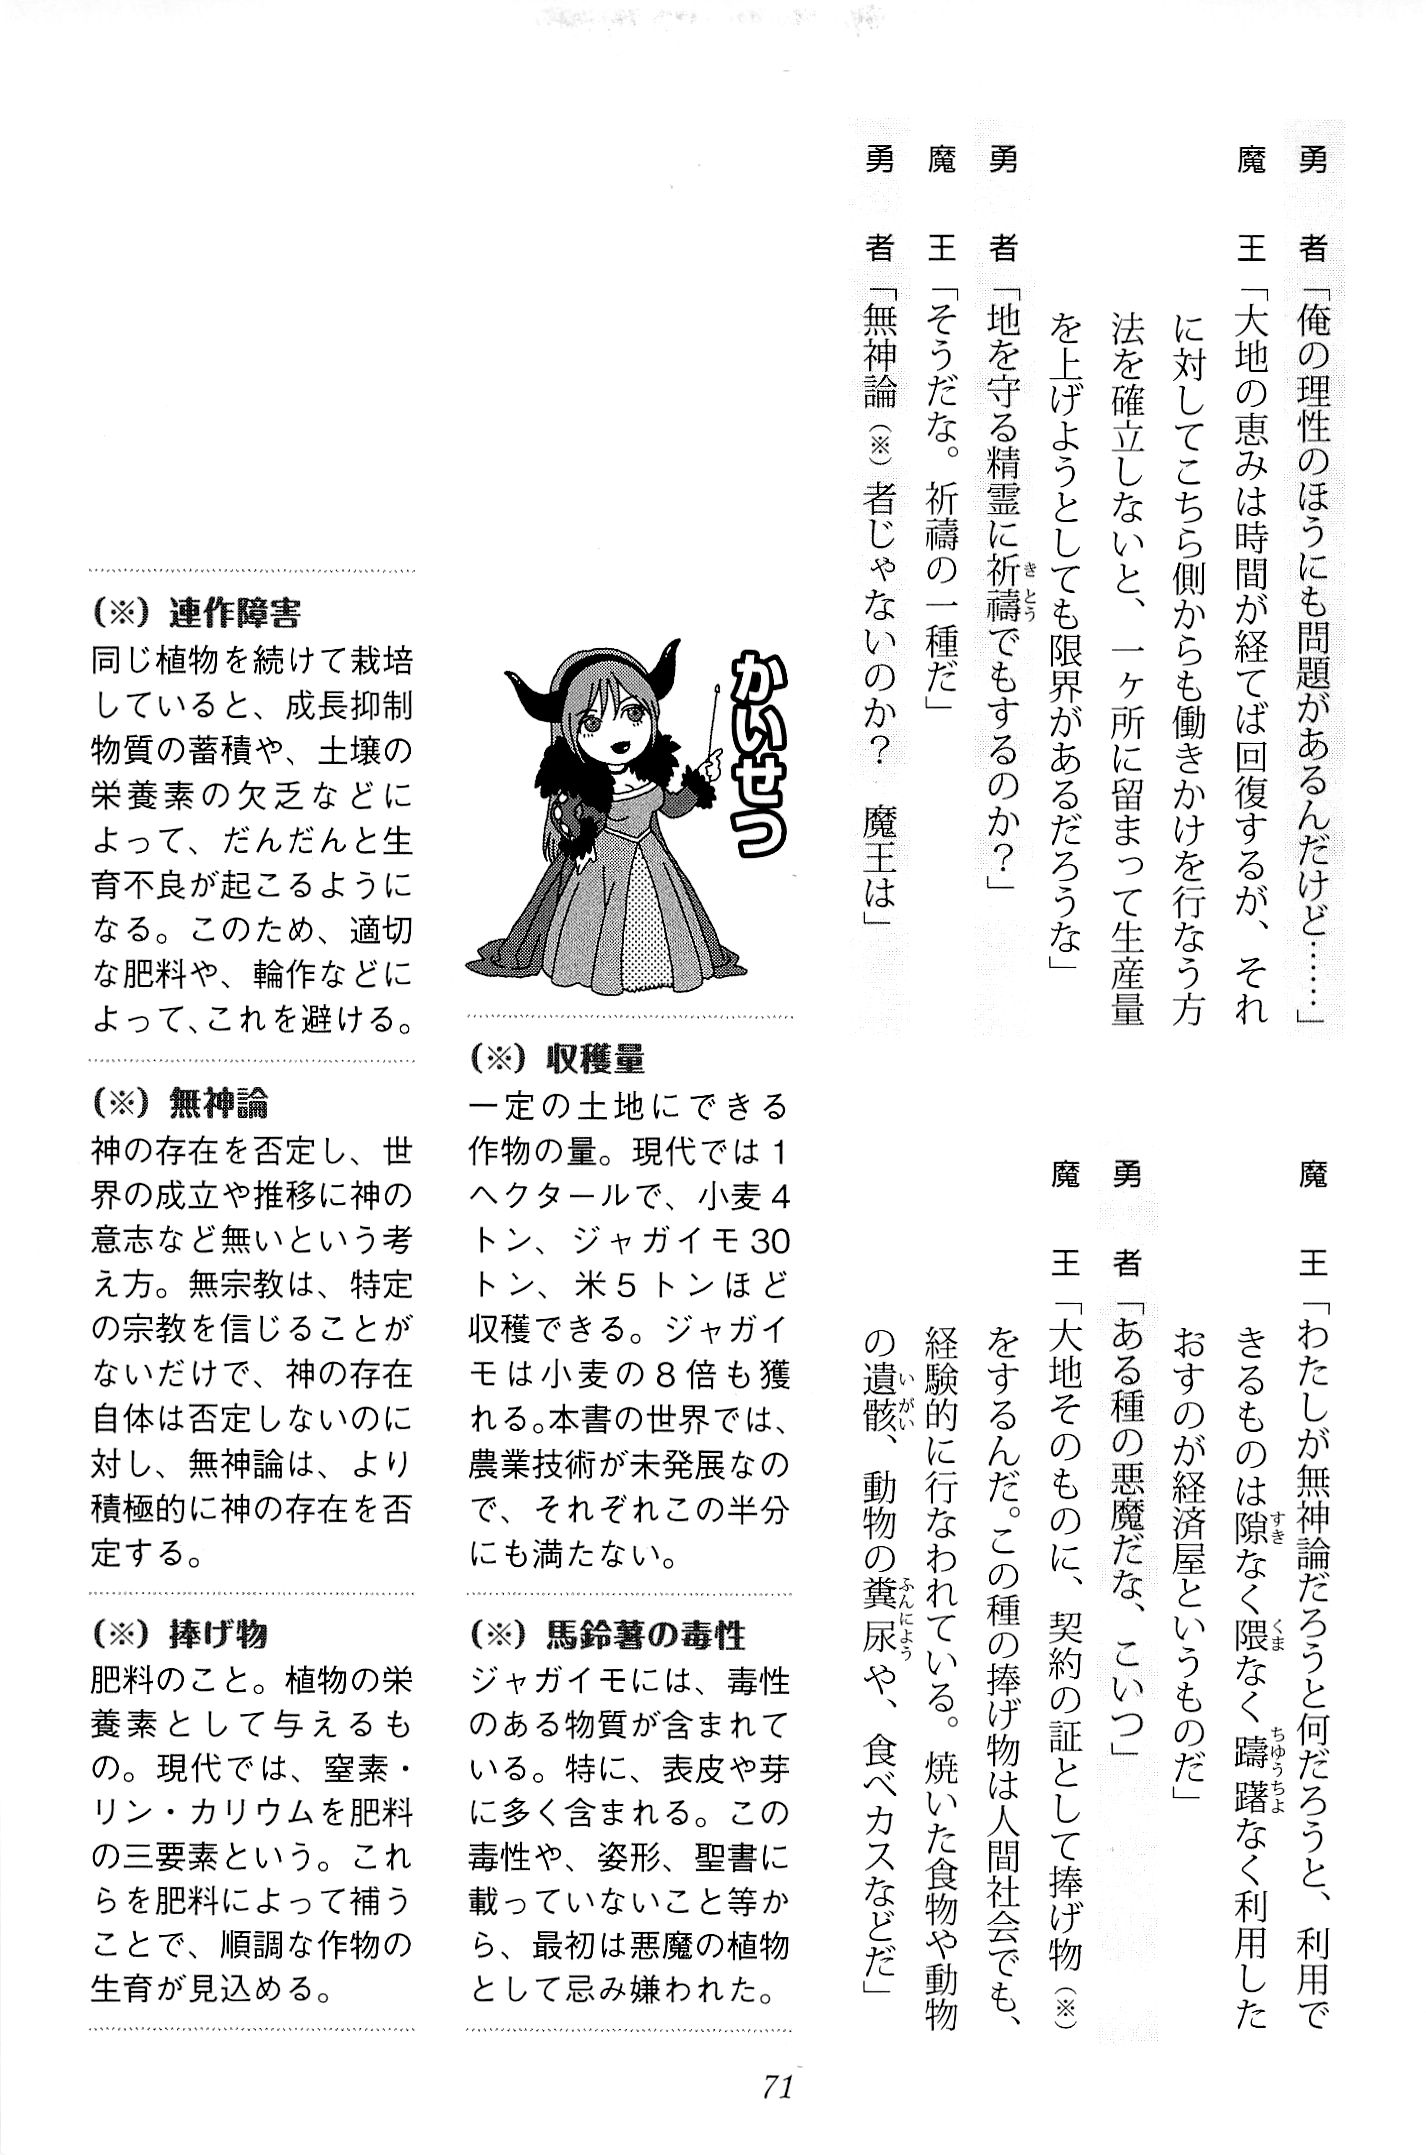 勇　者「俺の理性のほうにも問題があるんだけど……」
魔　王「大地の恵みは時間が経てば回復するが、それ
に対してこちら側からも働きかけを行なう方
法を確立しないと、一ヶ所に留まって生産量
を上げようとしても限界があるだろうな」
勇　者「地を守る精霊に祈禱でもするのか？」
魔　王「そうだな。祈禱の一種だ」
勇　者「無神論（※）者じゃないのか？　魔王は」
魔　王「わたしが無神論だろうと何だろうと、利用で
きるものは隙なく隈なく躊躇なく利用した
おすのが経済屋というものだ」
勇　者「ある種の悪魔だな、こいつ」
魔　王「大地そのものに、契約の証として捧げ物（※）
をするんだ。この種の捧げ物は人間社会でも、
経験的に行なわれている。焼いた食物や動物
の遺骸、動物の糞尿や、食べカスなどだ」
かいせつ
（※）収穫量
一定の土地にできる
作物の量。現代では1
ヘクタールで、小麦4
トン、ジャガイモ30
トン、米5トンほど
収穫できる。ジャガイ
モは小麦の8倍も獲
れる。本書の世界では、
農業技術が未発展なの
で、それぞれこの半分
にも満たない。
（※）馬鈴薯の毒性
ジャガイモには、毒性
のある物質が含まれて
いる。特に、表皮や芽
に多く含まれる。この
毒性や、姿形、聖書に
載っていないこと等か
ら、最初は悪魔の植物
として忌み嫌われた。
（※）連作障害
同じ植物を続けて栽培
していると、成長抑制
物質の蓄積や、土壌の
栄養素の欠乏などに
よって、だんだんと生
育不良が起こるように
なる。このため、適切
な肥料や、輪作などに
よって、これを避ける。
（※）無神論
神の存在を否定し、世
界の成立や推移に神の
意志など無いという考
え方。無宗教は、特定
の宗教を信じることが
ないだけで、神の存在
自体は否定しないのに
対し、無神論は、より
積極的に神の存在を否
定する。
（※）捧げ物
肥料のこと。植物の栄
養素として与えるも
の。現代では、窒素・
リン・カリウムを肥料
の三要素という。これ
らを肥料によって補う
ことで、順調な作物の
生育が見込める。
71